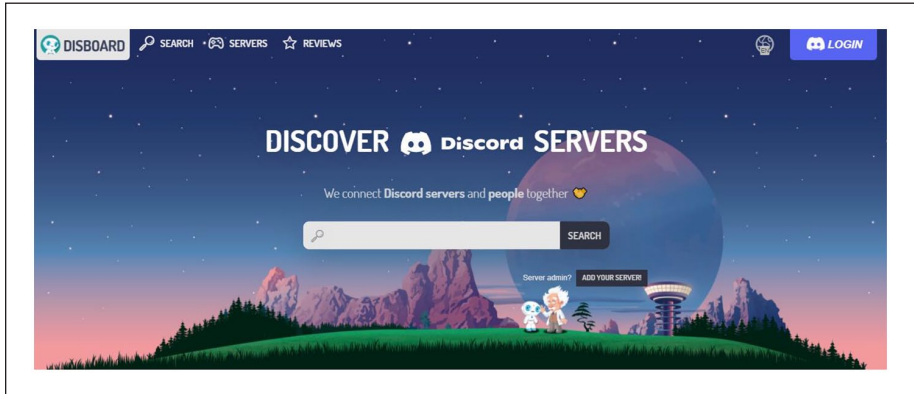 DISBOARD SEARCH SERVERS REVIEWS LOGIN
DISCOVER Discord SERVERS
We connect Discord servers and people together
SEARCH
Server admin? ADD YOUR SERVER!